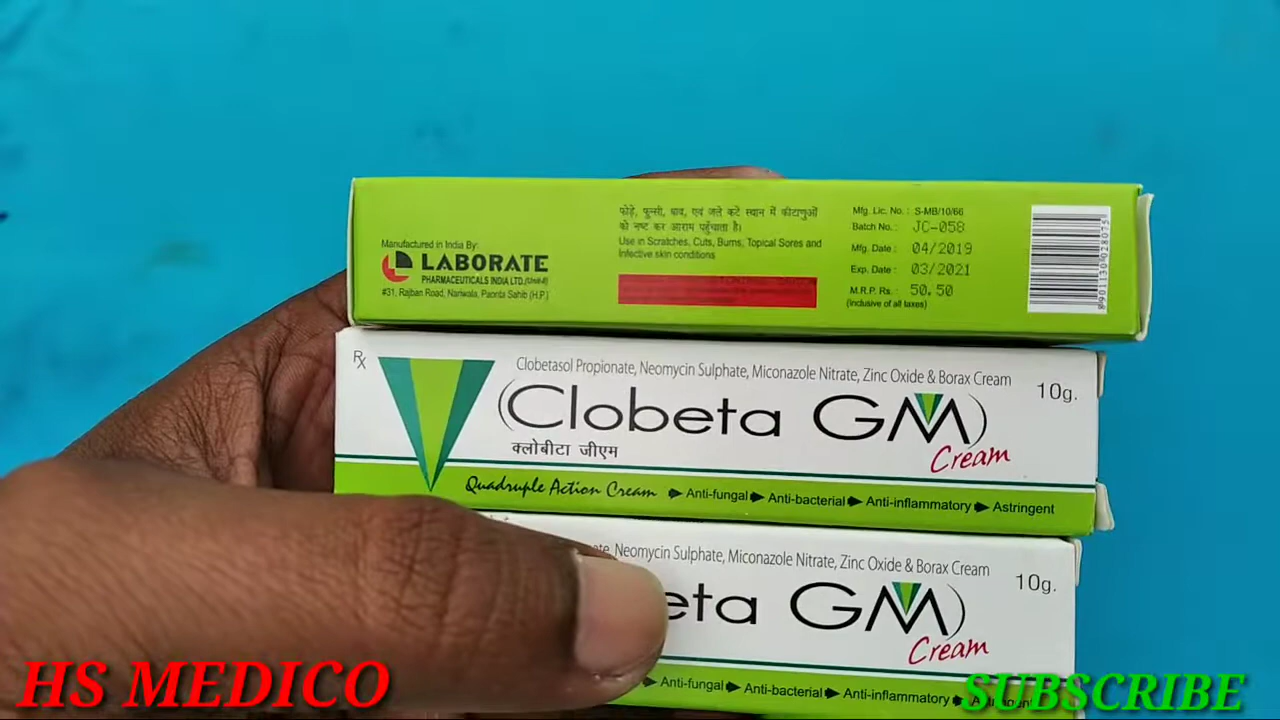 फोड़े, फुन्सी, घाव, एवं जले कटें स्थान में कीटाणुओं
को नष्ट कर आराम पहुँचाता है।
Use in Scratches, Cuts, Burns, Topical Sores and
Infective skin conditions
Manufactured in India By:
LABORATE
PHARMACEUTICALS INDIA LTD.(Unit-II)
#31, Rajban Road, Nariwala, Paonta Sahib (H.P.)
Mfg. Lic. No. : S-MB/10/66
Batch No. : JC-058
Mfg. Date : 04/2019
Exp. Date : 03/2021
M.R.P. Rs. : 50.50
(inclusive of all taxes)
8901130028975
Rx
Clobetasol Propionate, Neomycin Sulphate, Miconazole Nitrate, Zinc Oxide & Borax Cream
10g.
(Clobeta GM)
क्लोबीटा जीएम
Cream
Quadruple Action Cream Anti-fungal Anti-bacterial Anti-inflammatory Astringent
Neomycin Sulphate, Miconazole Nitrate, Zinc Oxide & Borax Cream
10g.
eta GM)
Cream
Anti-fungal Anti-bacterial Anti-inflammatory
HS MEDICO
SUBSCRIBE